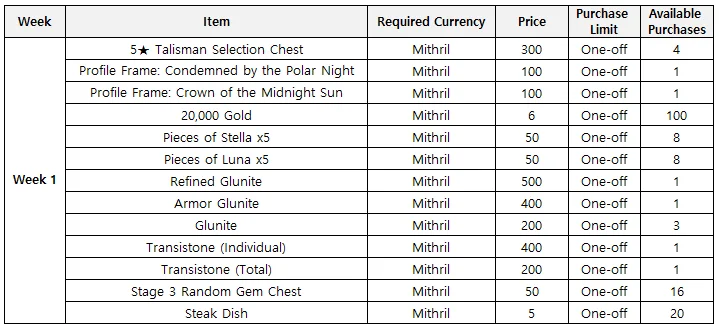 Week Item Required Currency Price Purchase Limit Available Purchases
Week 1
5★ Talisman Selection Chest Mithril 300 One-off 4
Profile Frame: Condemned by the Polar Night Mithril 100 One-off 1
Profile Frame: Crown of the Midnight Sun Mithril 100 One-off 1
20,000 Gold Mithril 6 One-off 100
Pieces of Stella x5 Mithril 50 One-off 8
Pieces of Luna x5 Mithril 50 One-off 8
Refined Glunite Mithril 500 One-off 1
Armor Glunite Mithril 400 One-off 1
Glunite Mithril 200 One-off 3
Transistone (Individual) Mithril 400 One-off 1
Transistone (Total) Mithril 200 One-off 1
Stage 3 Random Gem Chest Mithril 50 One-off 16
Steak Dish Mithril 5 One-off 20